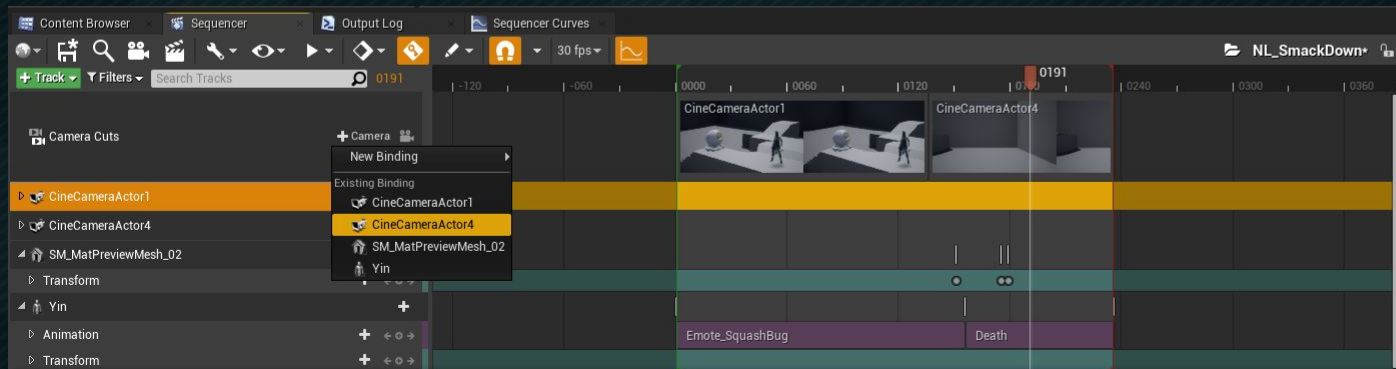 Content Browser Sequencer Output Log Sequencer Curves
30 fps NL_SmackDown*
Track Filters Search Tracks 0191
-120 -060 0000 0060 0120 0240 0300 0360
0191
Camera Cuts
Camera
CineCameraActor1 CineCameraActor4
New Binding
Existing Binding
CineCameraActor1
CineCameraActor4
SM_MatPreviewMesh_02
Yin
CineCameraActor1
CineCameraActor4
SM_MatPreviewMesh_02
Transform
Yin
Animation
Emote_SquashBug Death
Transform